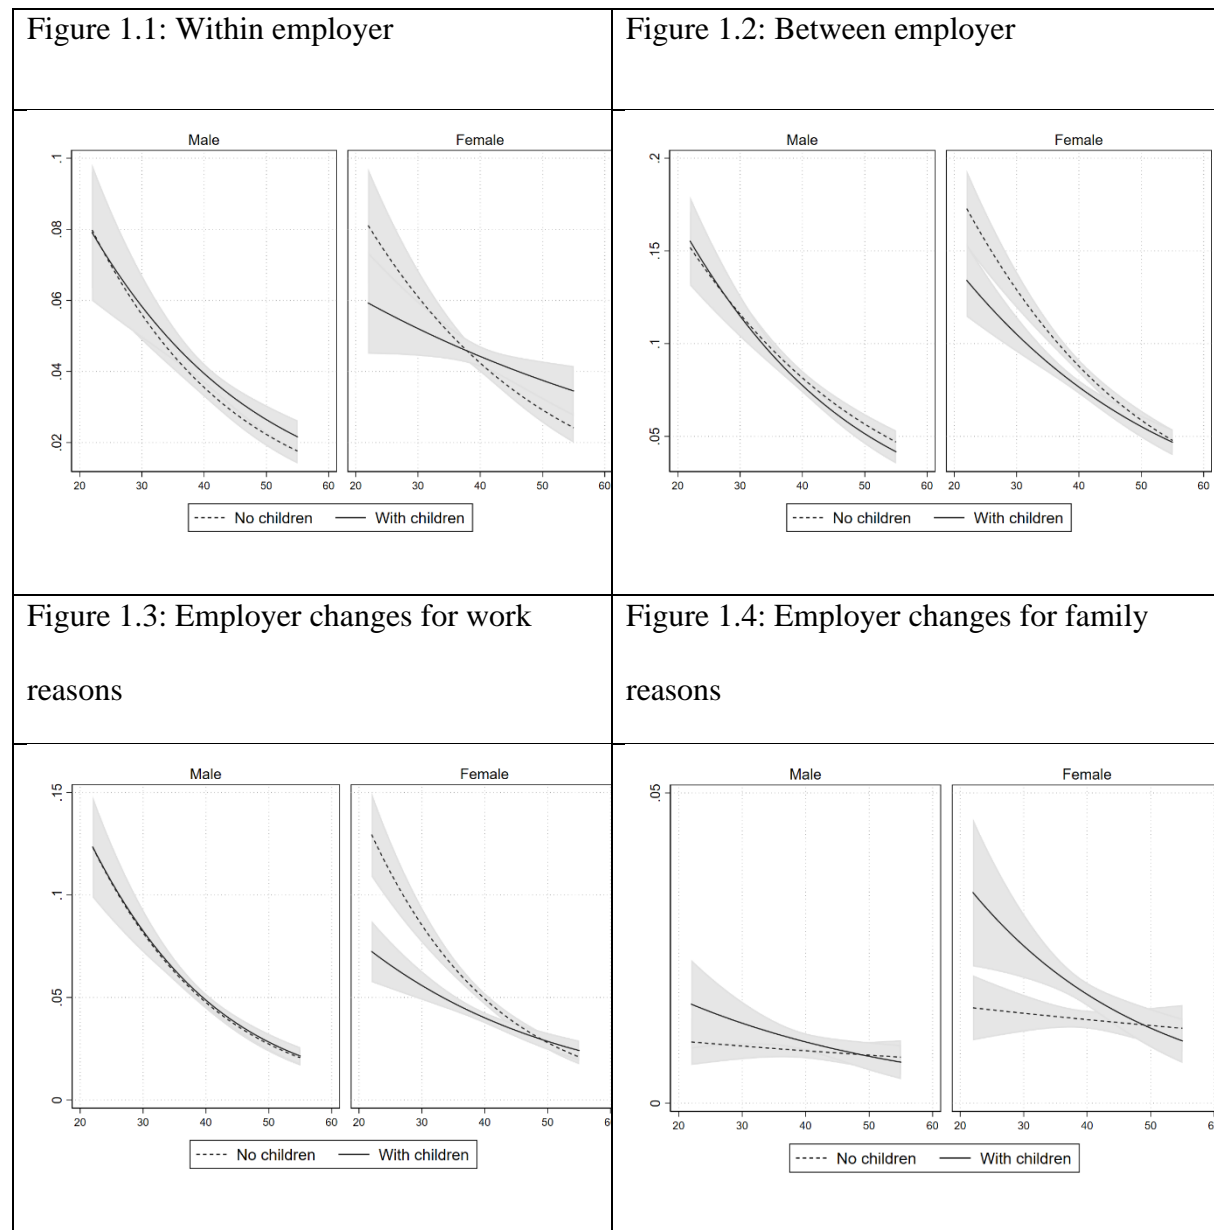 Figure 1.1: Within employer
Male Female
.1
.08
.06
.04
.02
20 30 40 50 60 20 30 40 50 60
No children With children
Figure 1.2: Between employer
Male Female
.2
.15
.1
.05
20 30 40 50 60 20 30 40 50 60
No children With children
Figure 1.3: Employer changes for work
reasons
Male Female
.15
.1
.05
0
20 30 40 50 60 20 30 40 50 60
No children With children
Figure 1.4: Employer changes for family
reasons
Male Female
.05
0
20 30 40 50 60 20 30 40 50
No children With children